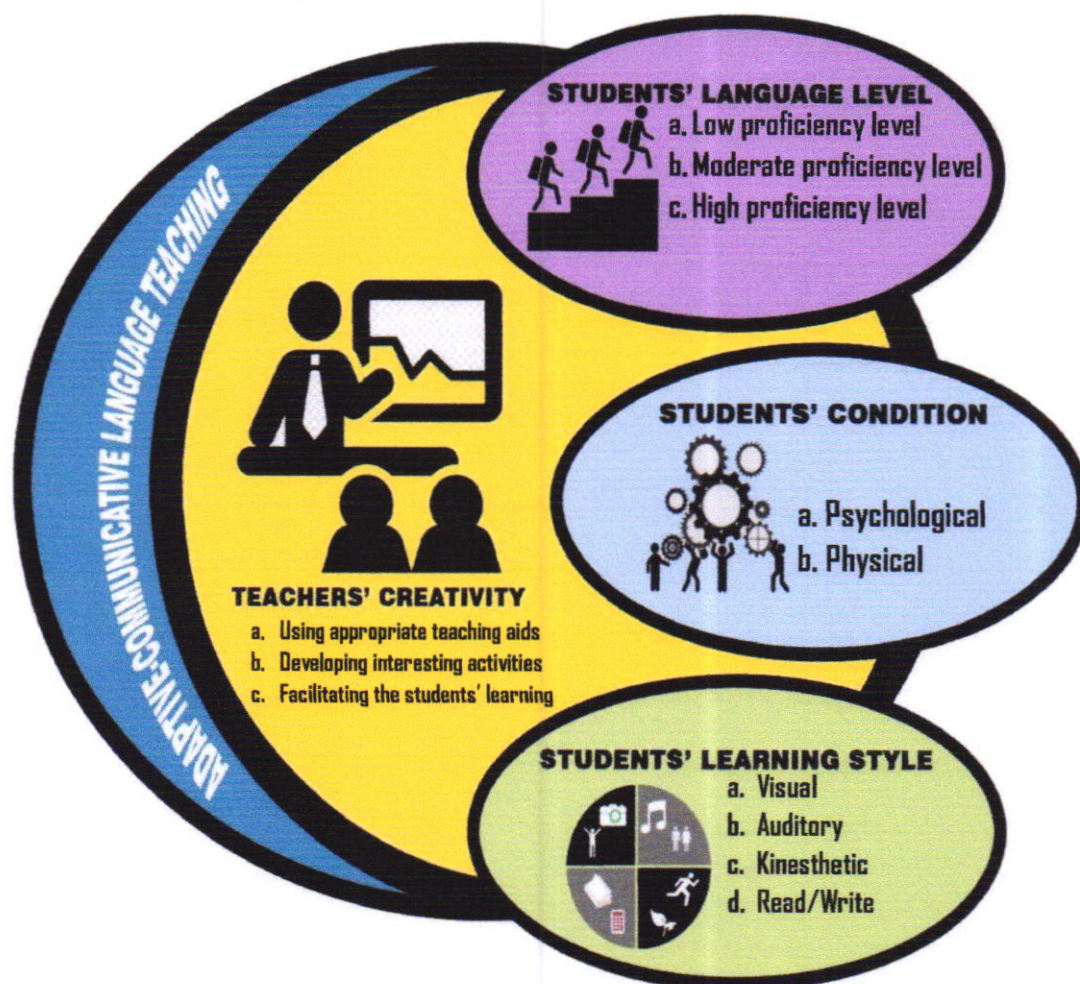 ADAPTIVE-COMMUNICATIVE LANGUAGE TEACHING
TEACHERS' CREATIVITY
a. Using appropriate teaching aids
b. Developing interesting activities
c. Facilitating the students' learning
STUDENTS' LANGUAGE LEVEL
a. Low proficiency level
b. Moderate proficiency level
c. High proficiency level
STUDENTS' CONDITION
a. Psychological
b. Physical
STUDENTS' LEARNING STYLE
a. Visual
b. Auditory
c. Kinesthetic
d. Read/Write